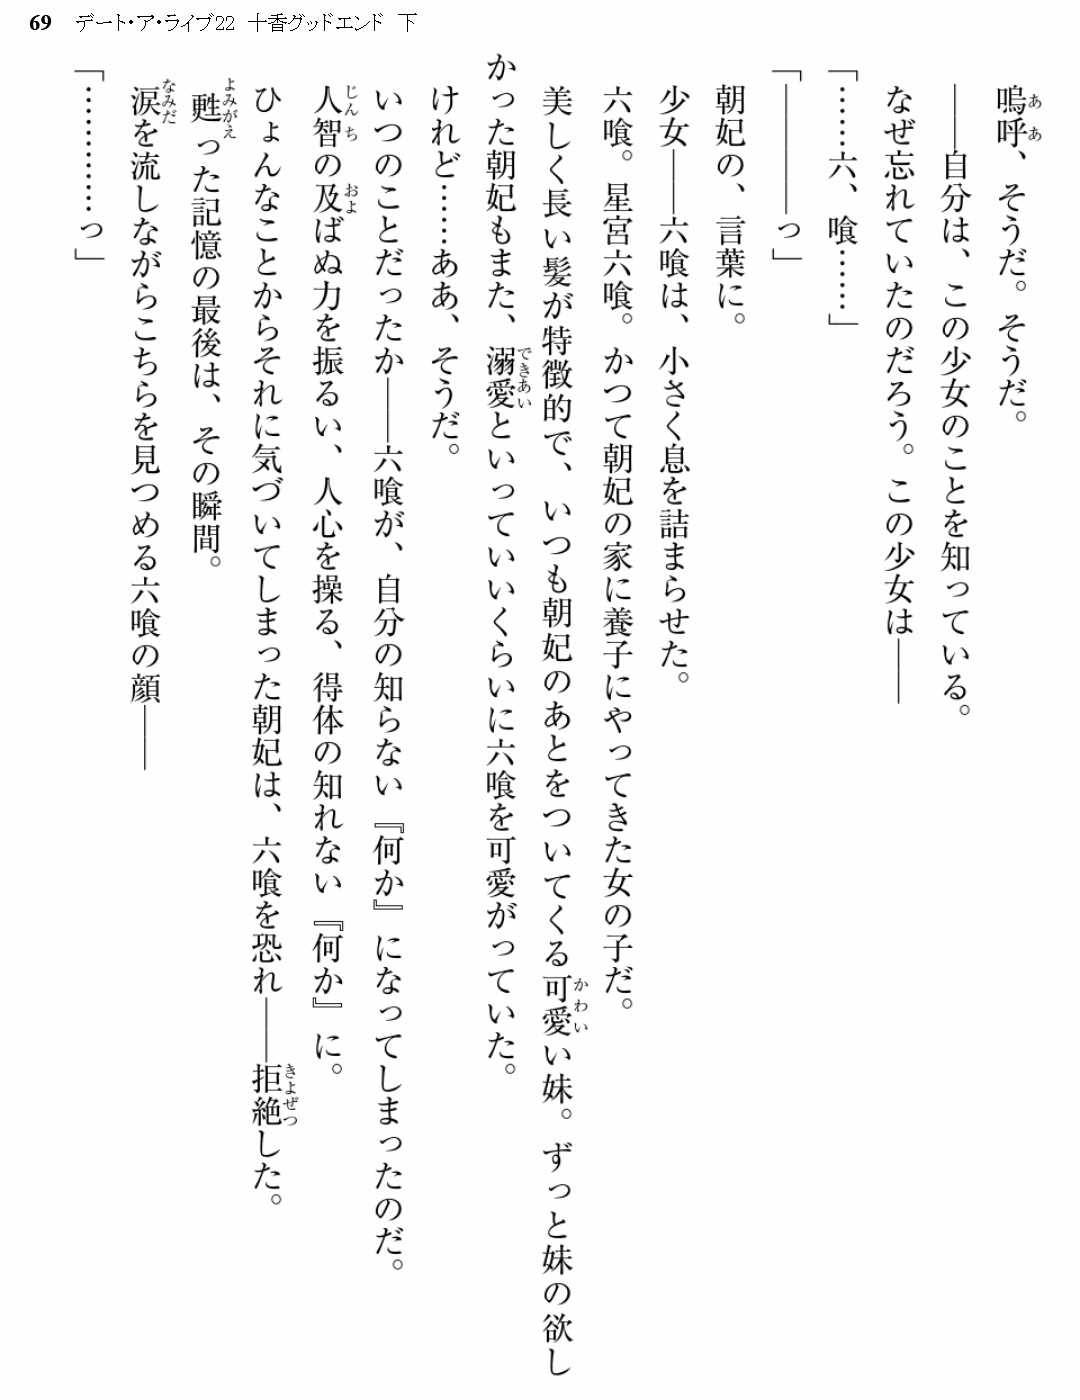 69 デート・ア・ライブ22 十香グッドエンド 下
嗚呼、そうだ。そうだ。
――自分は、この少女のことを知っている。
なぜ忘れていたのだろう。この少女は――
「……六、喰……」
「――――っ」
朝妃の、言葉に。
少女――六喰は、小さく息を詰まらせた。
六喰。星宮六喰。かつて朝妃の家に養子にやってきた女の子だ。
美しく長い髪が特徴的で、いつも朝妃のあとをついてくる可愛い妹。ずっと妹の欲し
かった朝妃もまた、溺愛といっていいくらいに六喰を可愛がっていた。
けれど……ああ、そうだ。
いつのことだったか――六喰が、自分の知らない『何か』になってしまったのだ。
人智の及ばぬ力を振るい、人心を操る、得体の知れない『何か』に。
ひょんなことからそれに気づいてしまった朝妃は、六喰を恐れ――拒絶した。
甦った記憶の最後は、その瞬間。
涙を流しながらこちらを見つめる六喰の顔――
「…………っ」